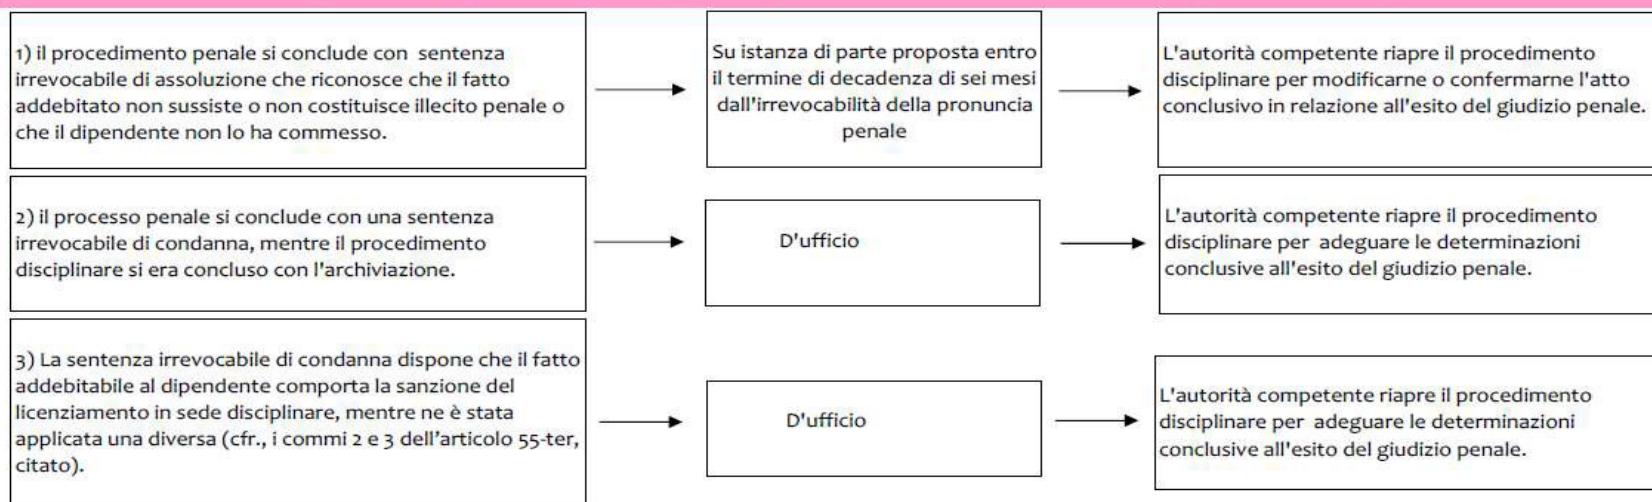 1) il procedimento penale si conclude con sentenza
irrevocabile di assoluzione che riconosce che il fatto
addebitato non sussiste o non costituisce illecito penale o
che il dipendente non lo ha commesso.
Su istanza di parte proposta entro
il termine di decadenza di sei mesi
dall'irrevocabilità della pronuncia
penale
L'autorità competente riapre il procedimento
disciplinare per modificarne o confermarne l'atto
conclusivo in relazione all'esito del giudizio penale.
2) il processo penale si conclude con una sentenza
irrevocabile di condanna, mentre il procedimento
disciplinare si era concluso con l'archiviazione.
D'ufficio
L'autorità competente riapre il procedimento
disciplinare per adeguare le determinazioni
conclusive all'esito del giudizio penale.
3) La sentenza irrevocabile di condanna dispone che il fatto
addebitabile al dipendente comporta la sanzione del
licenziamento in sede disciplinare, mentre ne è stata
applicata una diversa (cfr., i commi 2 e 3 dell'articolo 55-ter,
citato).
D'ufficio
L'autorità competente riapre il procedimento
disciplinare per adeguare le determinazioni
conclusive all'esito del giudizio penale.